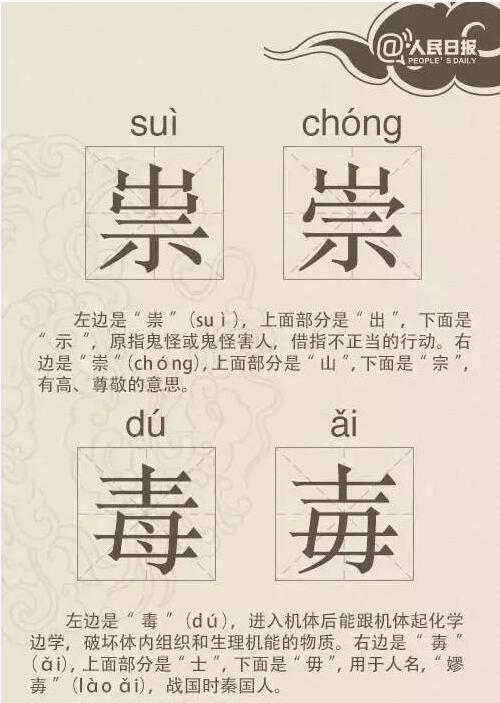 @人民日报
PEOPLE'S DAILY
suì chóng
祟 崇
左边是“祟”(suì)，上面部分是“出”，下面是
“示”，原指鬼怪或鬼怪害人，借指不正当的行动。右
边是“崇”(chóng),上面部分是“山”,下面是“宗”,
有高、尊敬的意思。
dú ǎi
毒 毐
左边是“毒”(dú)，进入机体后能跟机体起化学
边学，破坏体内组织和生理机能的物质。右边是“毐”
(ǎi),上面部分是“士”,下面是“毋”,用于人名,“嫪
毐”(lào ǎi)，战国时秦国人。